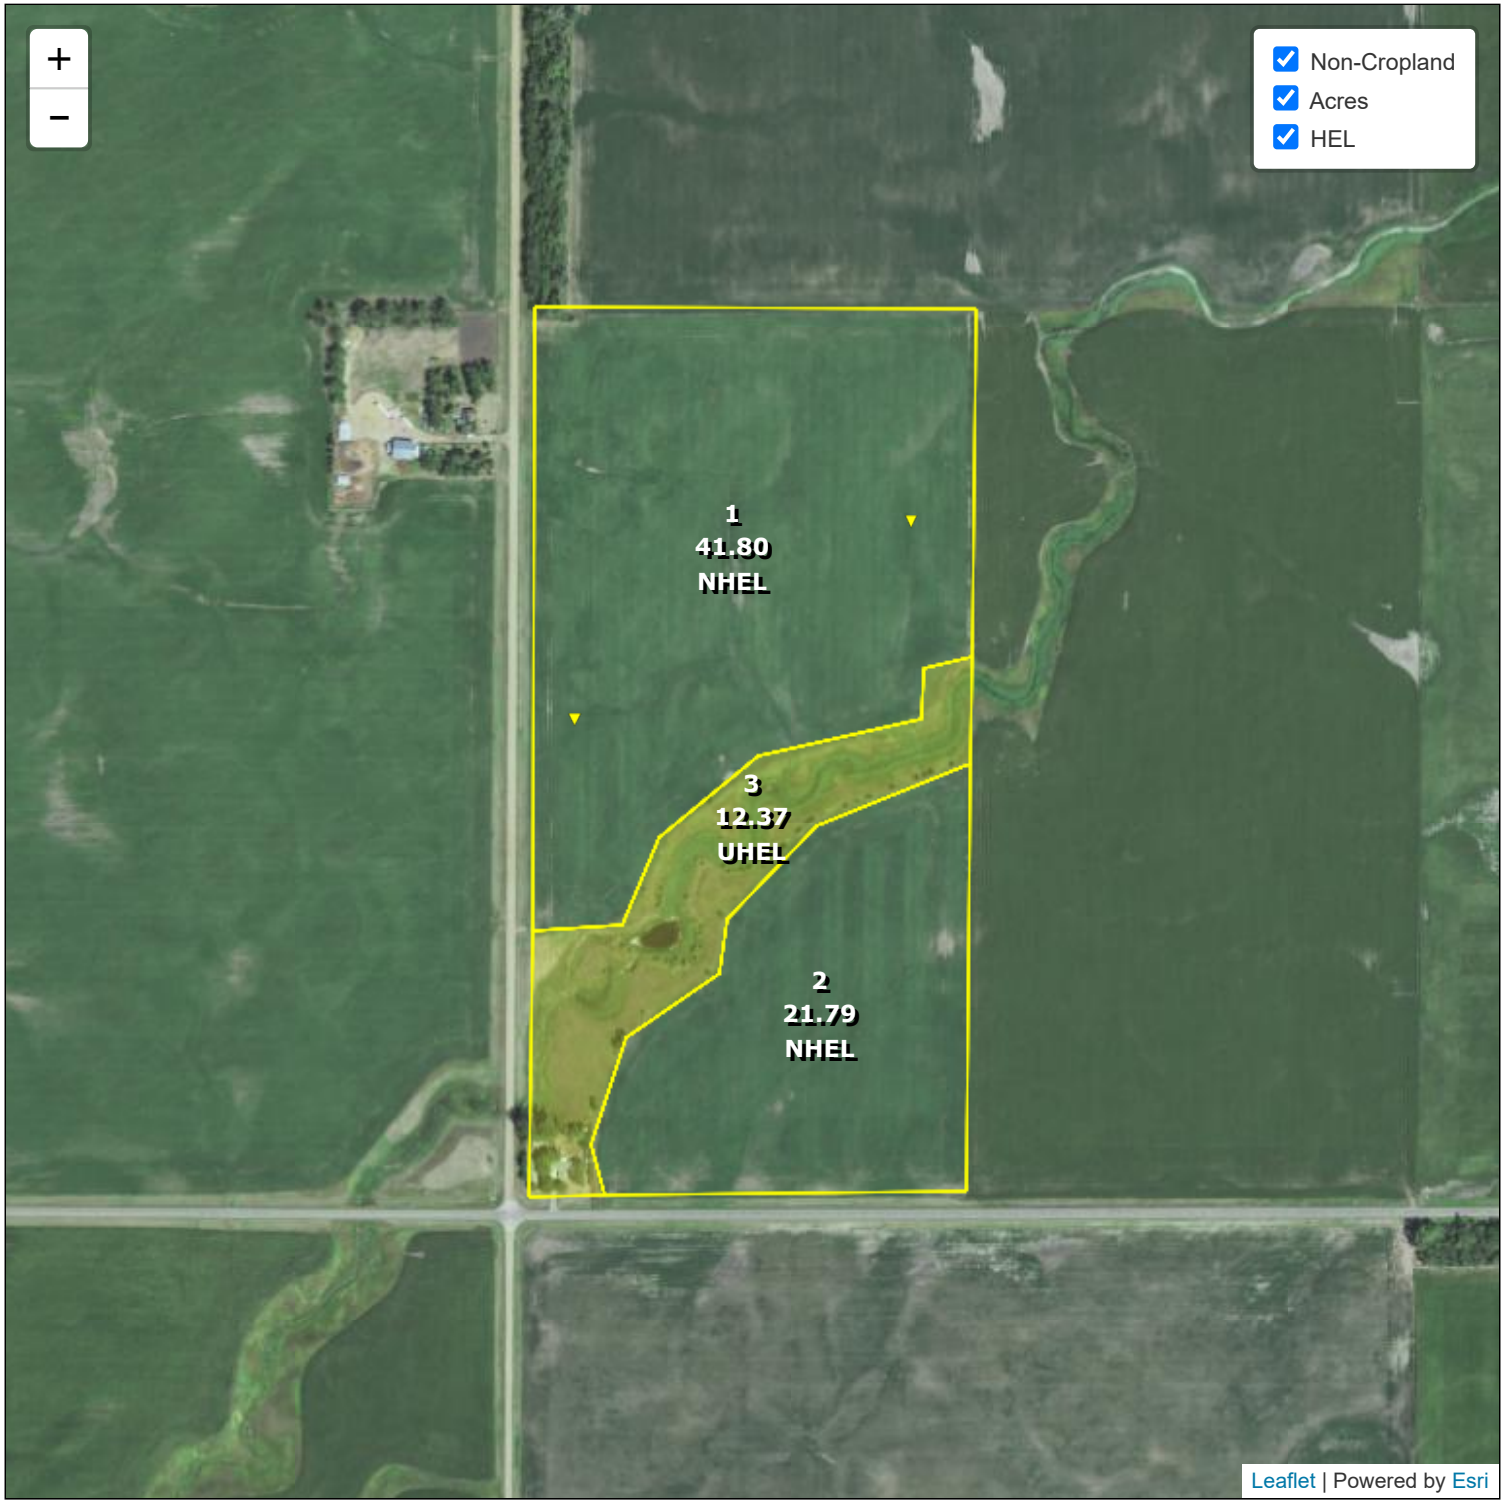 +
−
Non-Cropland
Acres
HEL
1
41.80
NHEL
3
12.37
UHEL
2
21.79
NHEL
Leaflet | Powered by Esri